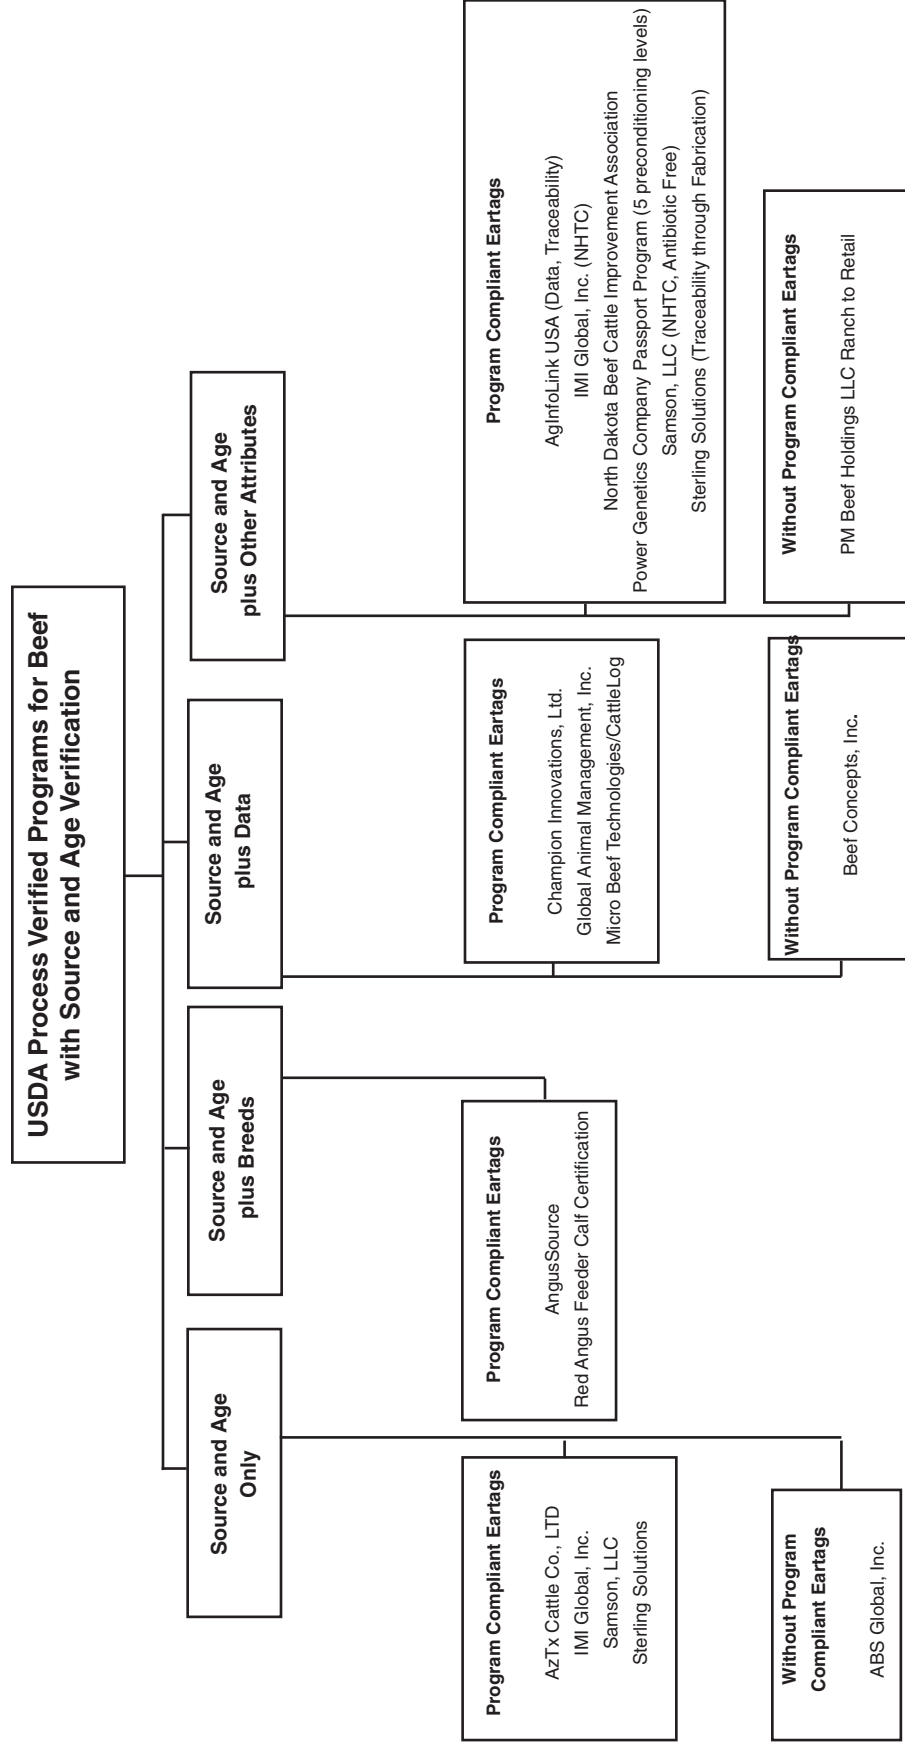 USDA Process Verified Programs for Beef
with Source and Age Verification
Source and Age
Only
Source and Age
plus Breeds
Source and Age
plus Data
Source and Age
plus Other Attributes
Program Compliant Eartags
AzTx Cattle Co., LTD
IMI Global, Inc.
Samson, LLC
Sterling Solutions
Without Program
Compliant Eartags
ABS Global, Inc.
Program Compliant Eartags
AngusSource
Red Angus Feeder Calf Certification
Program Compliant Eartags
Champion Innovations, Ltd.
Global Animal Management, Inc.
Micro Beef Technologies/CattleLog
Without Program Compliant Eartags
Beef Concepts, Inc.
Program Compliant Eartags
AgInfoLink USA (Data, Traceability)
IMI Global, Inc. (NHTC)
North Dakota Beef Cattle Improvement Association
Power Genetics Company Passport Program (5 preconditioning levels)
Samson, LLC (NHTC, Antibiotic Free)
Sterling Solutions (Traceability through Fabrication)
Without Program Compliant Eartags
PM Beef Holdings LLC Ranch to Retail